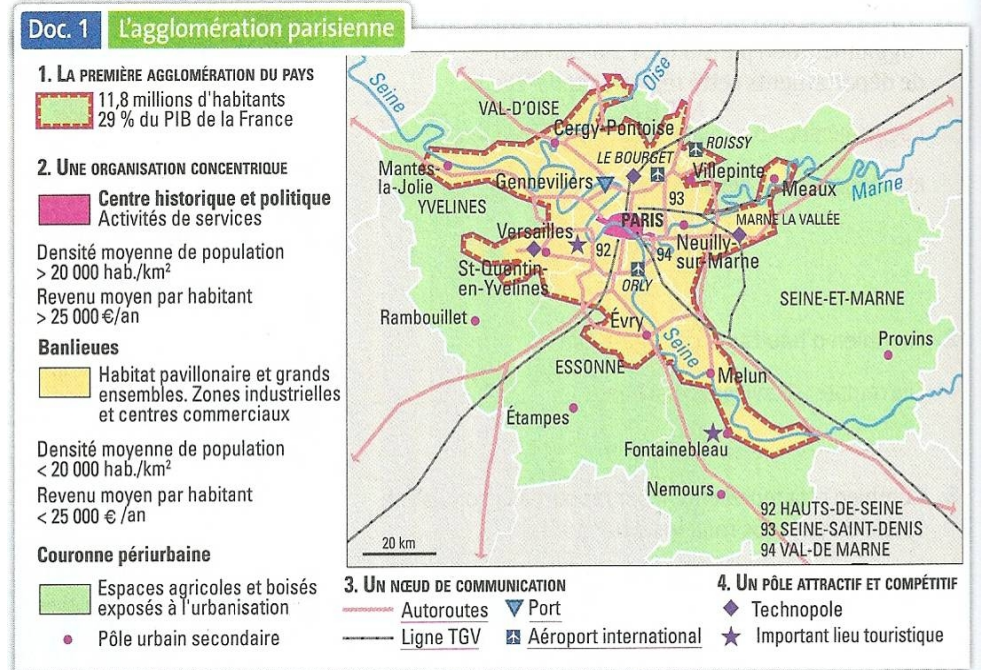 Doc. 1 L'agglomération parisienne
1. LA PREMIÈRE AGGLOMÉRATION DU PAYS
11,8 millions d'habitants
29 % du PIB de la France
2. UNE ORGANISATION CONCENTRIQUE
Centre historique et politique
Activités de services
Densité moyenne de population
> 20 000 hab./km²
Revenu moyen par habitant
> 25 000 €/an
Banlieues
Habitat pavillonaire et grands
ensembles. Zones industrielles
et centres commerciaux
Densité moyenne de population
< 20 000 hab./km²
Revenu moyen par habitant
< 25 000 € /an
Couronne périurbaine
Espaces agricoles et boisés
exposés à l'urbanisation
Pôle urbain secondaire
Seine
Oise
VAL-D'OISE
Cergy-Pontoise
ROISSY
LE BOURGET
Mantes-
la-Jolie
Gennevilliers
Villepinte
Meaux
Marne
YVELINES
93
PARIS
MARNE LA VALLÉE
Versailles
92
94
Neuilly-
sur-Marne
St-Quentin-
en-Yvelines
ORLY
SEINE-ET-MARNE
Rambouillet
Évry
Seine
Provins
ESSONNE
Melun
Étampes
Fontainebleau
Nemours
92 HAUTS-DE-SEINE
93 SEINE-SAINT-DENIS
94 VAL-DE MARNE
20 km
3. UN NŒUD DE COMMUNICATION
Autoroutes
Port
Ligne TGV
Aéroport international
4. UN PÔLE ATTRACTIF ET COMPÉTITIF
Technopole
Important lieu touristique